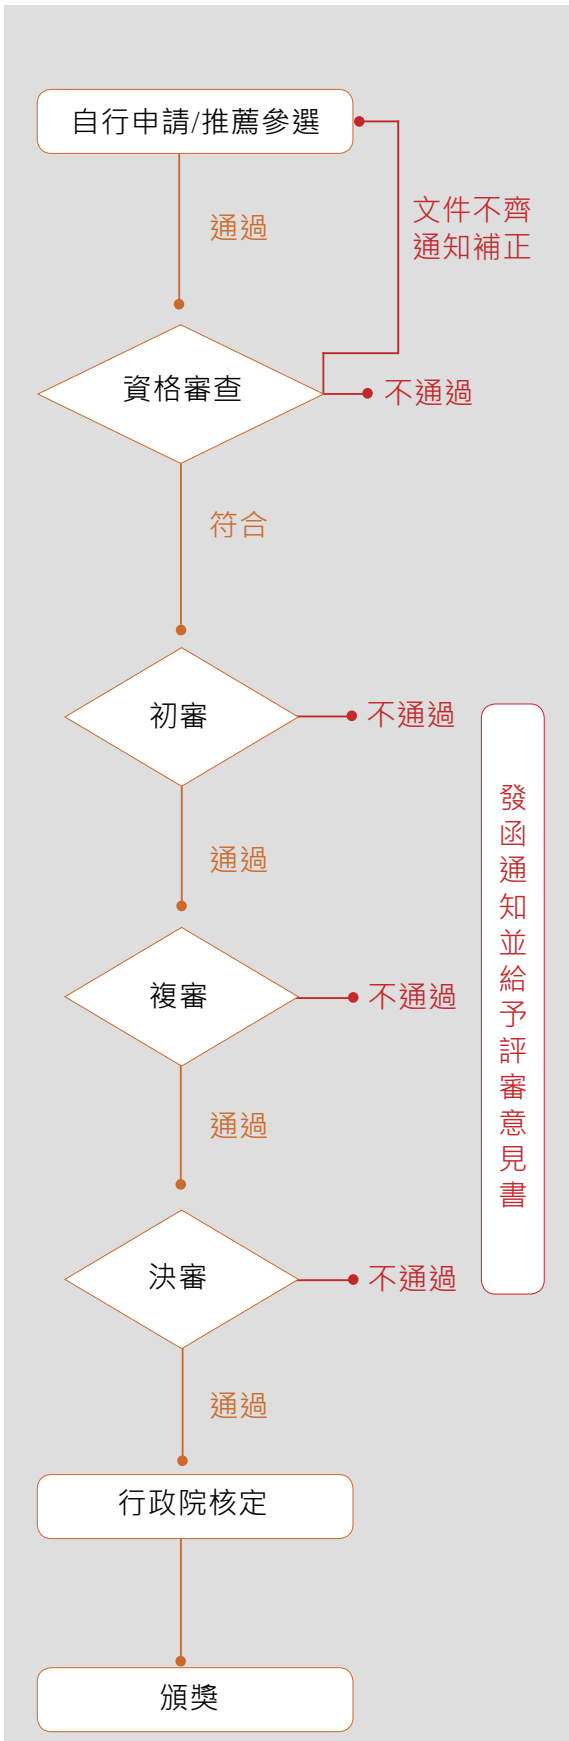 自行申請/推薦參選
文件不齊
通知補正
通過
資格審查
不通過
符合
初審
不通過
發函通知並給予評審意見書
通過
複審
不通過
通過
決審
不通過
通過
行政院核定
頒獎